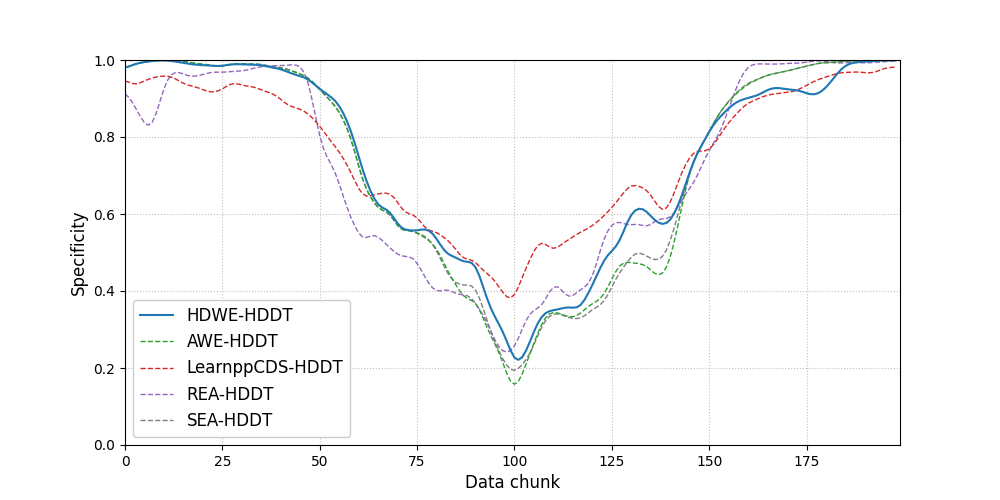 1.0
0.8
0.6
0.4
0.2
0.0
Specificity
HDWE-HDDT
AWE-HDDT
LearnppCDS-HDDT
REA-HDDT
SEA-HDDT
0 25 50 75 100 125 150 175
Data chunk